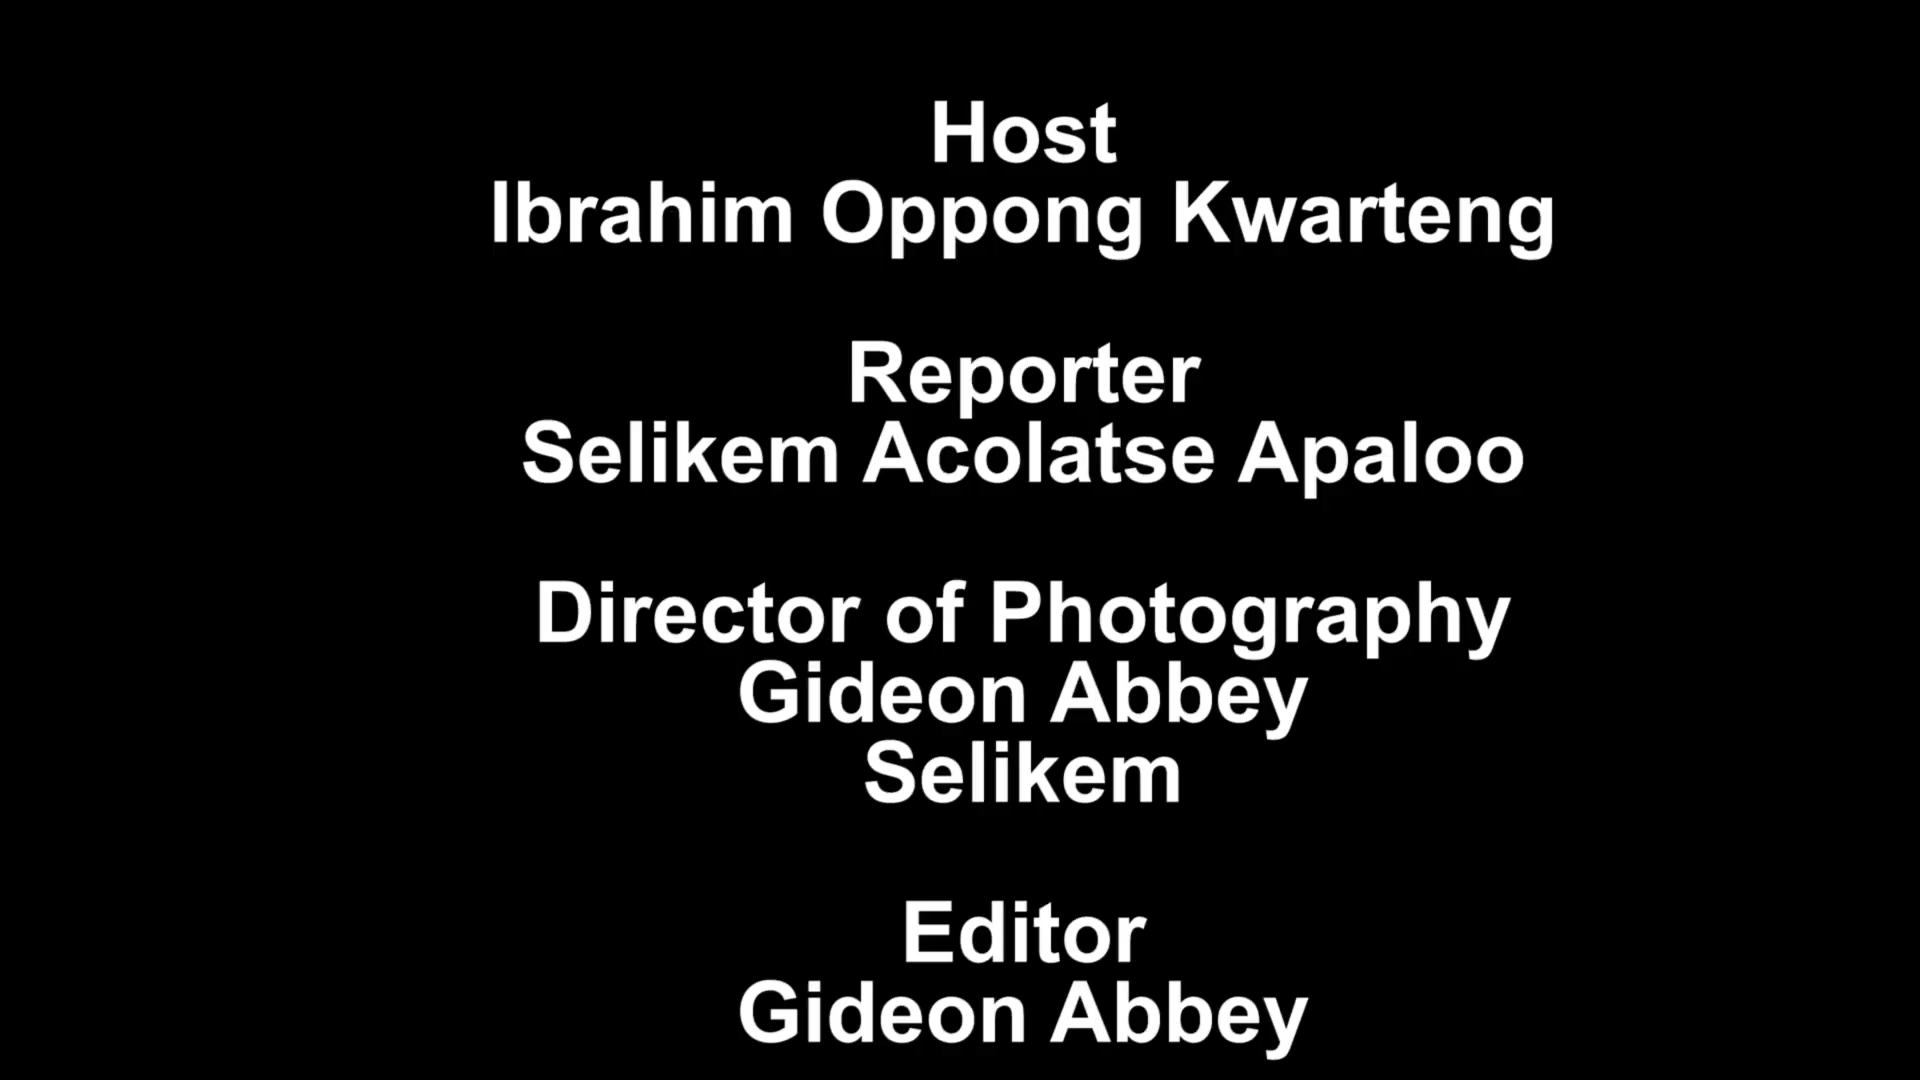 Host
Ibrahim Oppong Kwarteng
Reporter
Selikem Acolatse Apaloo
Director of Photography
Gideon Abbey
Selikem
Editor
Gideon Abbey